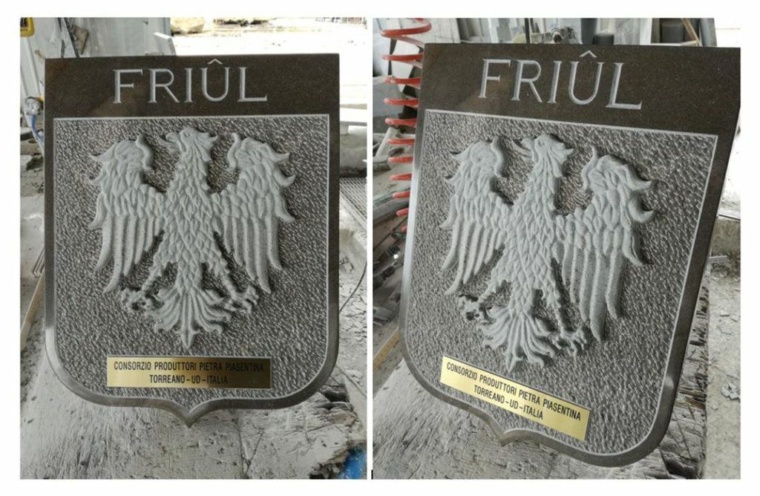 FRIÛL
CONSORZIO PRODUTTORI PIETRA PIASENTINA
TORREANO-UD-ITALIA
FRIÛL
CONSORZIO PRODUTTORI PIETRA PIASENTINA
TORREANO-UD-ITALIA